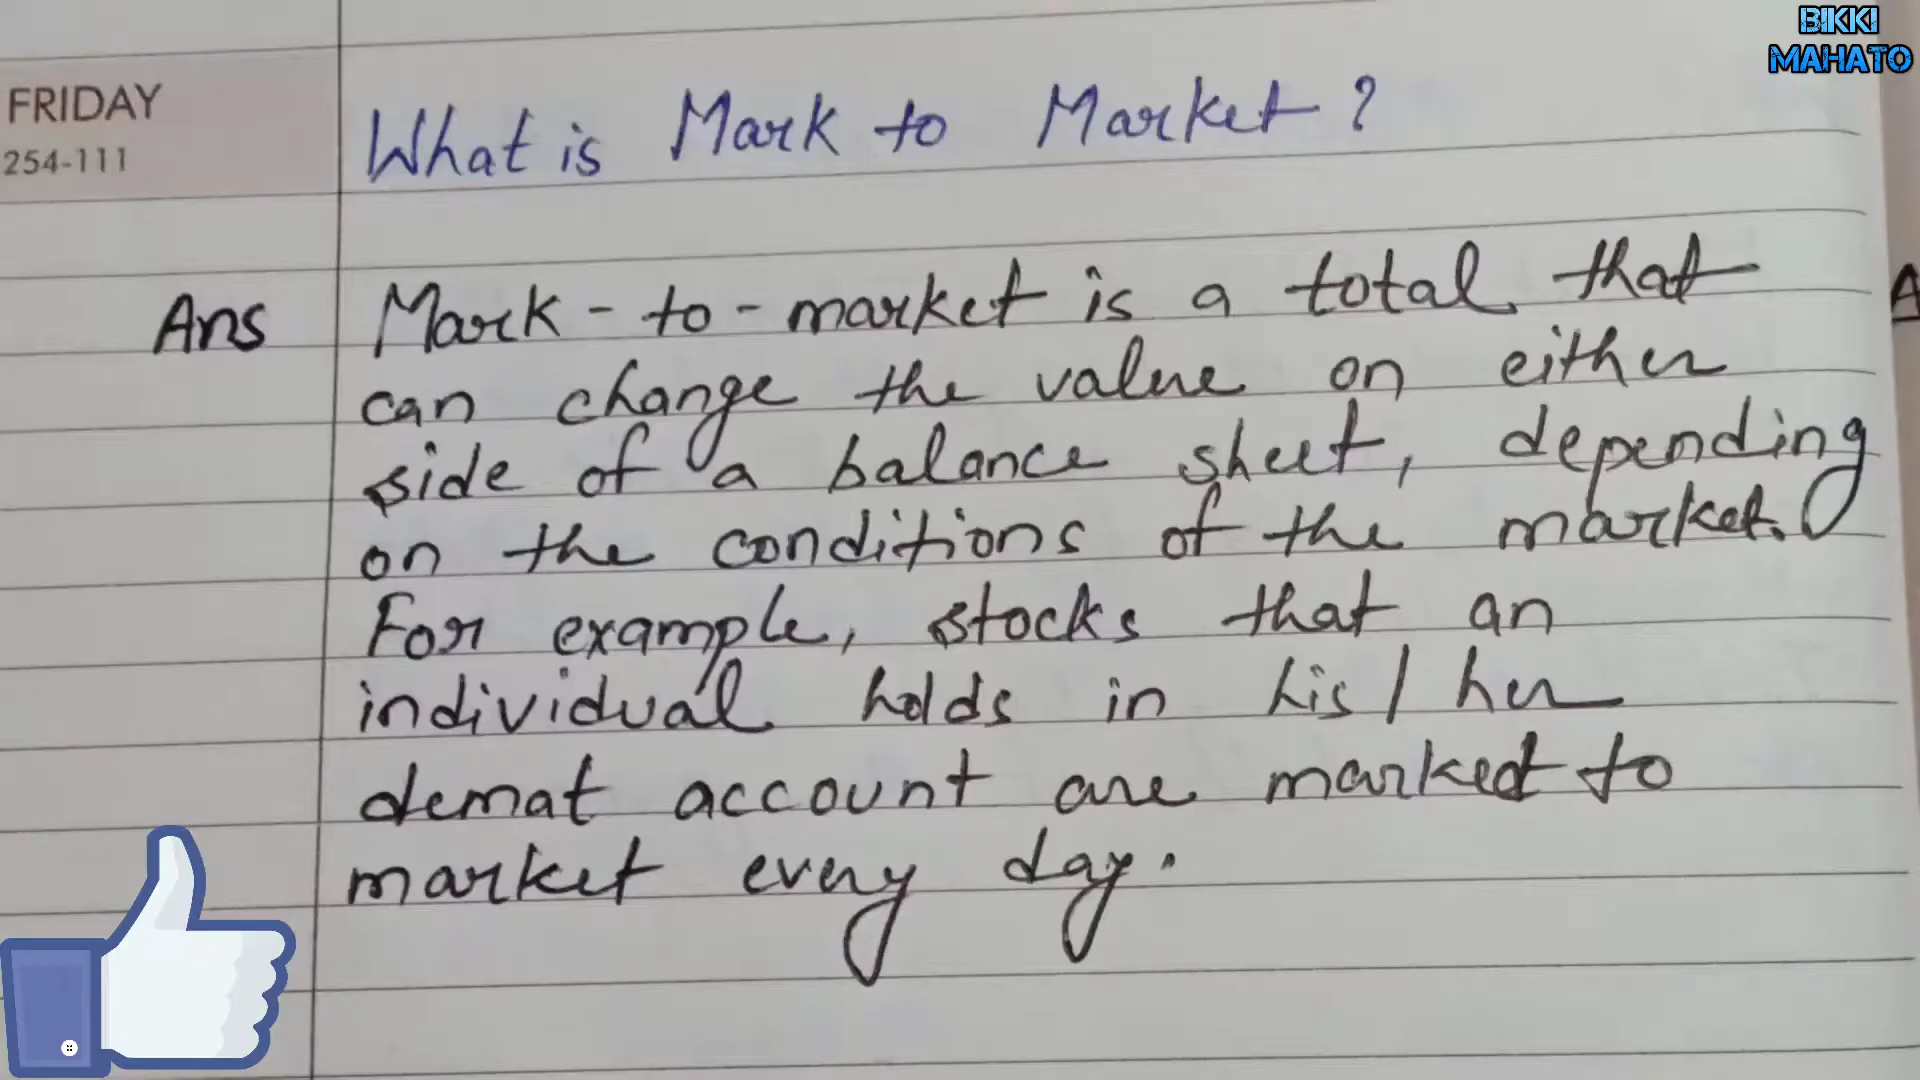 BIKKI
MAHATO
FRIDAY
254-111
What is Mark to Market?
Ans Mark-to-market is a total that
can change the value on either
side of a balance sheet, depending
on the conditions of the market.
For example, stocks that an
individual holds in his/her
demat account are marked to
market every day.
A